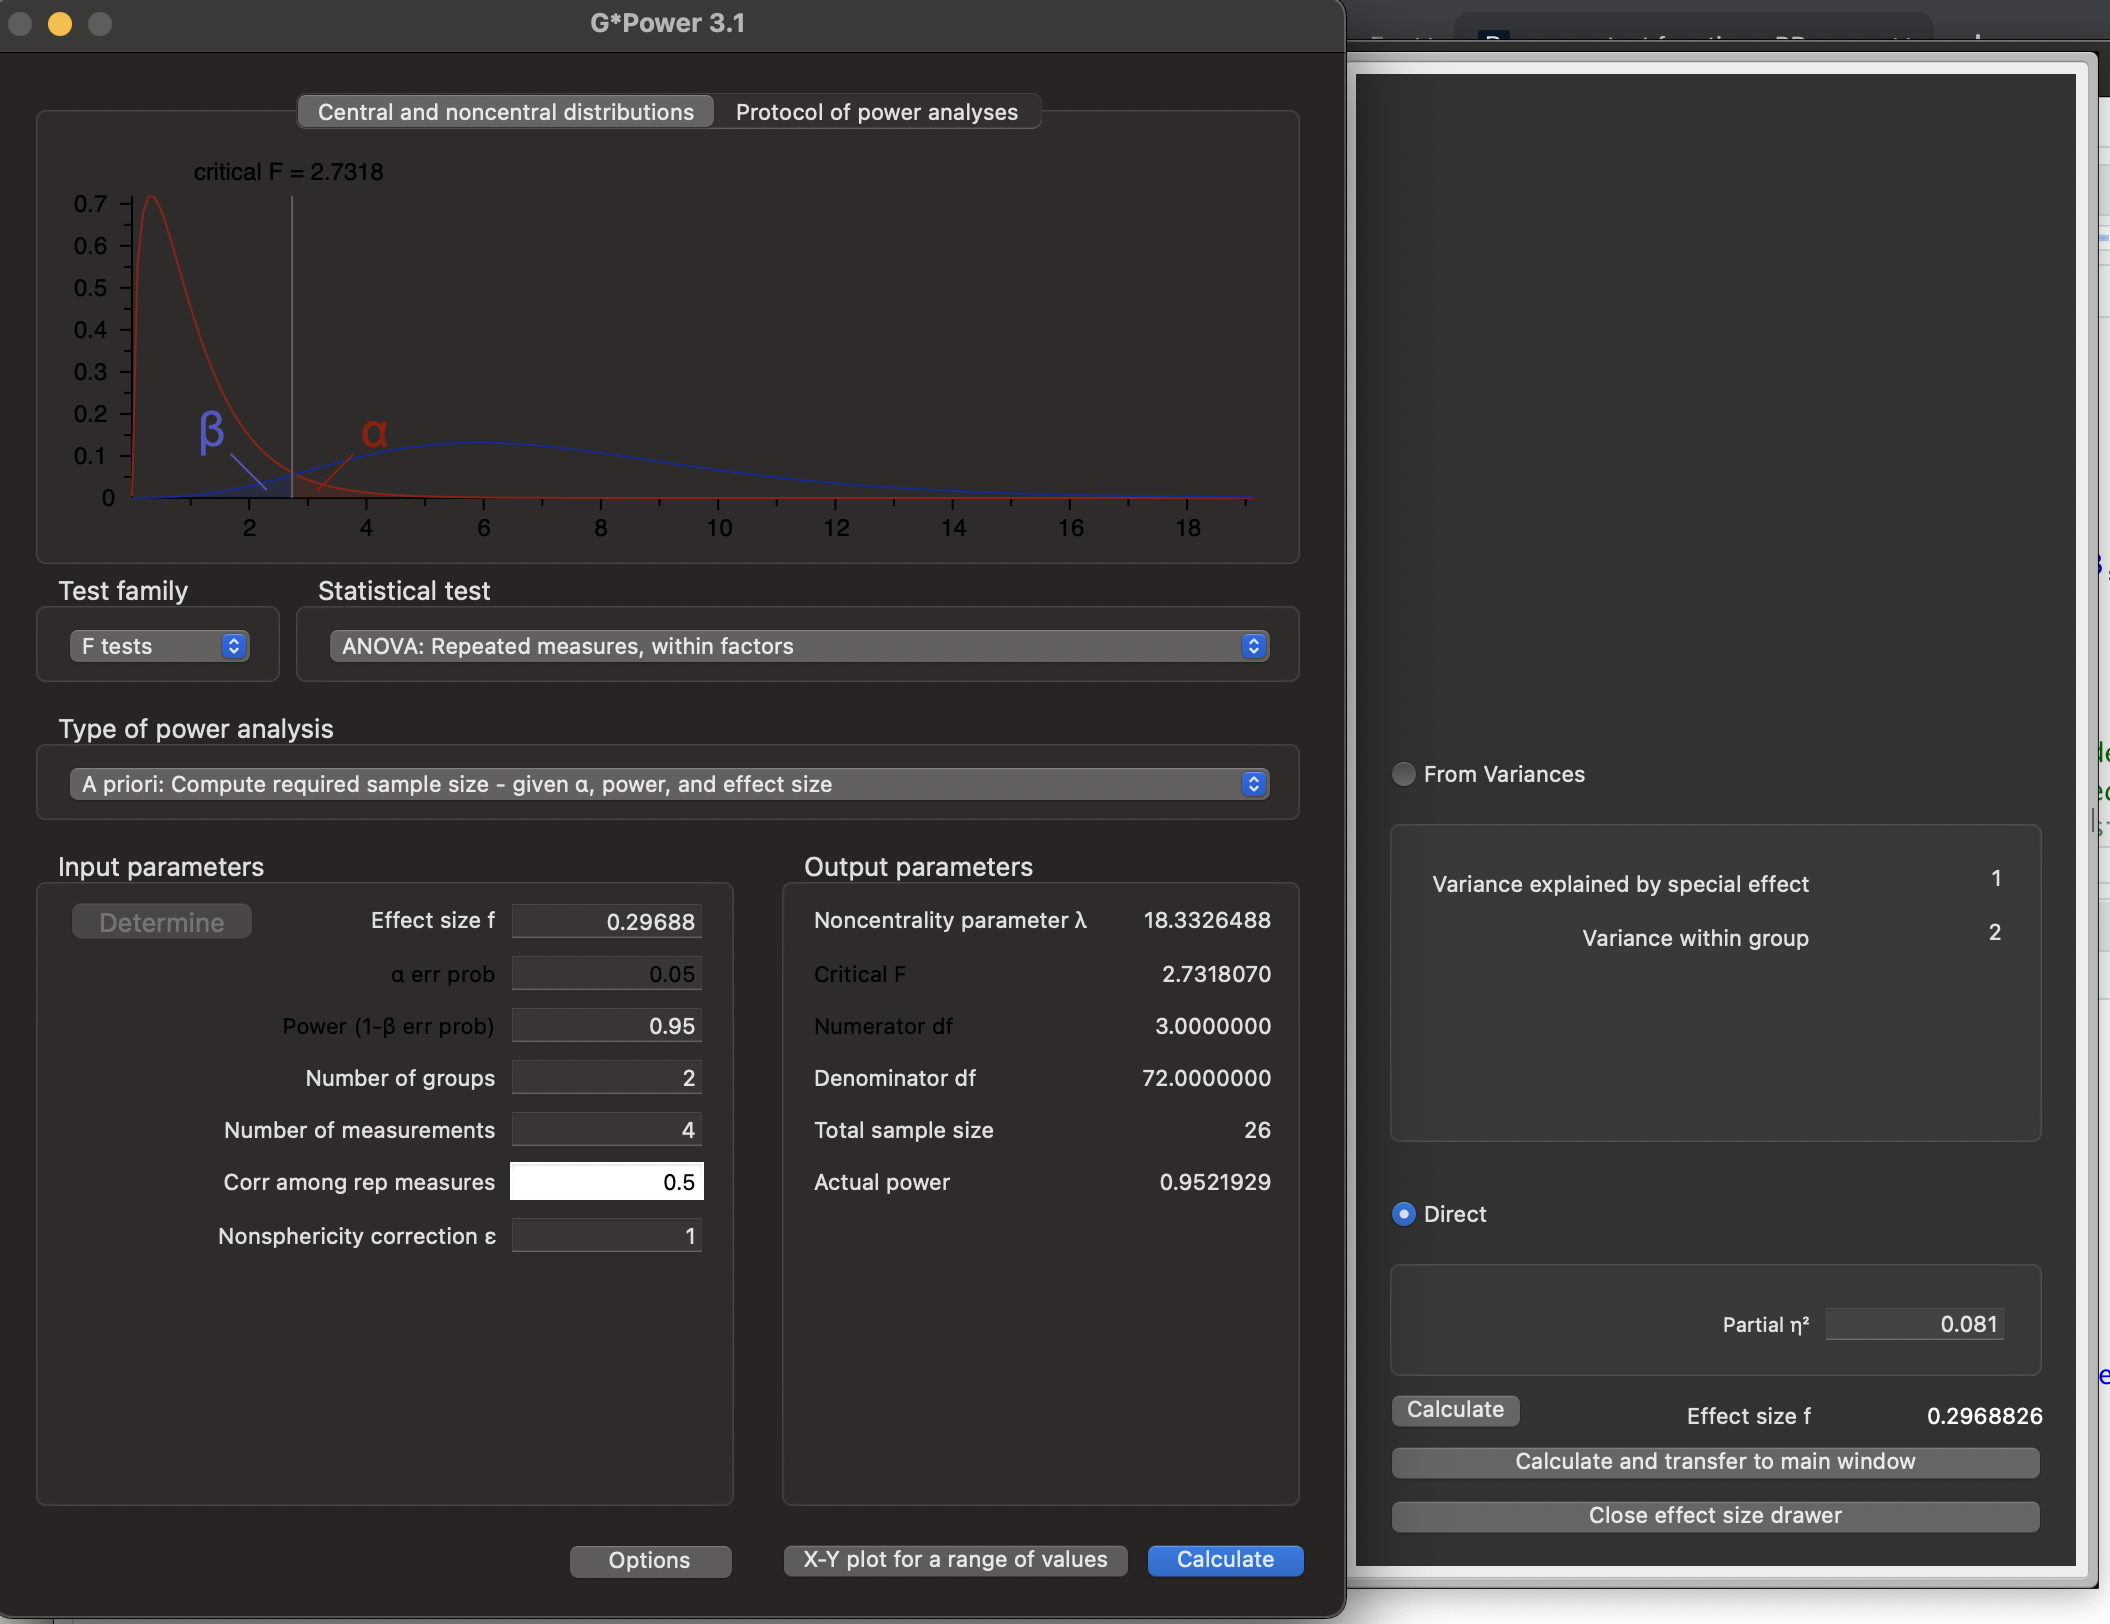 G*Power 3.1
Central and noncentral distributions
Protocol of power analyses
critical F = 2.7318
0.7
0.6
0.5
0.4
0.3
0.2
0.1
0
β
α
2 4 6 8 10 12 14 16 18
Test family
Statistical test
F tests
ANOVA: Repeated measures, within factors
Type of power analysis
A priori: Compute required sample size - given α, power, and effect size
Input parameters
Determine
Effect size f 0.29688
α err prob 0.05
Power (1-β err prob) 0.95
Number of groups 2
Number of measurements 4
Corr among rep measures 0.5
Nonsphericity correction ε 1
Output parameters
Noncentrality parameter λ 18.3326488
Critical F 2.7318070
Numerator df 3.0000000
Denominator df 72.0000000
Total sample size 26
Actual power 0.9521929
Options
X-Y plot for a range of values
Calculate
From Variances
Variance explained by special effect 1
Variance within group 2
Direct
Partial η² 0.081
Calculate
Effect size f 0.2968826
Calculate and transfer to main window
Close effect size drawer